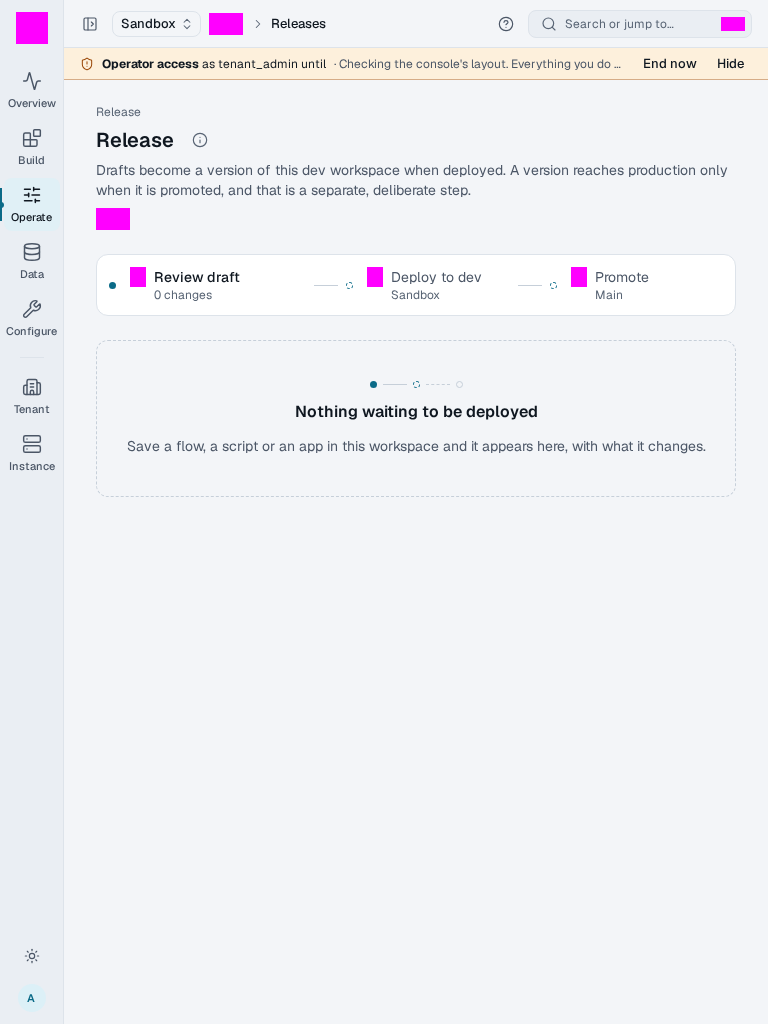 Sandbox
Releases
Search or jump to…
Operator access as tenant_admin until · Checking the console's layout. Everything you do …
End now
Hide
Overview
Build
Operate
Data
Configure
Tenant
Instance
A
Release
Release
Drafts become a version of this dev workspace when deployed. A version reaches production only
when it is promoted, and that is a separate, deliberate step.
Review draft
0 changes
Deploy to dev
Sandbox
Promote
Main
Nothing waiting to be deployed
Save a flow, a script or an app in this workspace and it appears here, with what it changes.